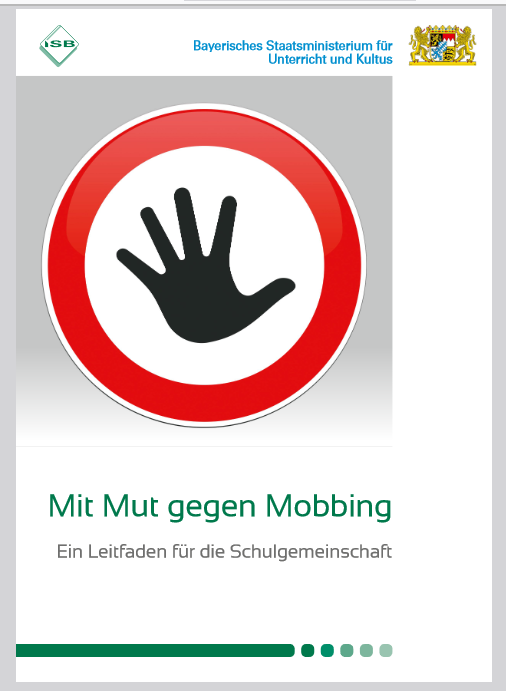 ISB
Bayerisches Staatsministerium für
Unterricht und Kultus
Mit Mut gegen Mobbing
Ein Leitfaden für die Schulgemeinschaft